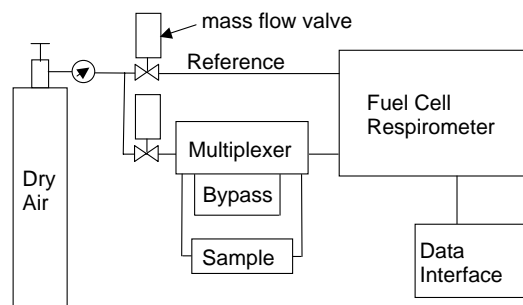 mass flow valve
Reference
Fuel Cell
Respirometer
Multiplexer
Dry
Air
Bypass
Sample
Data
Interface